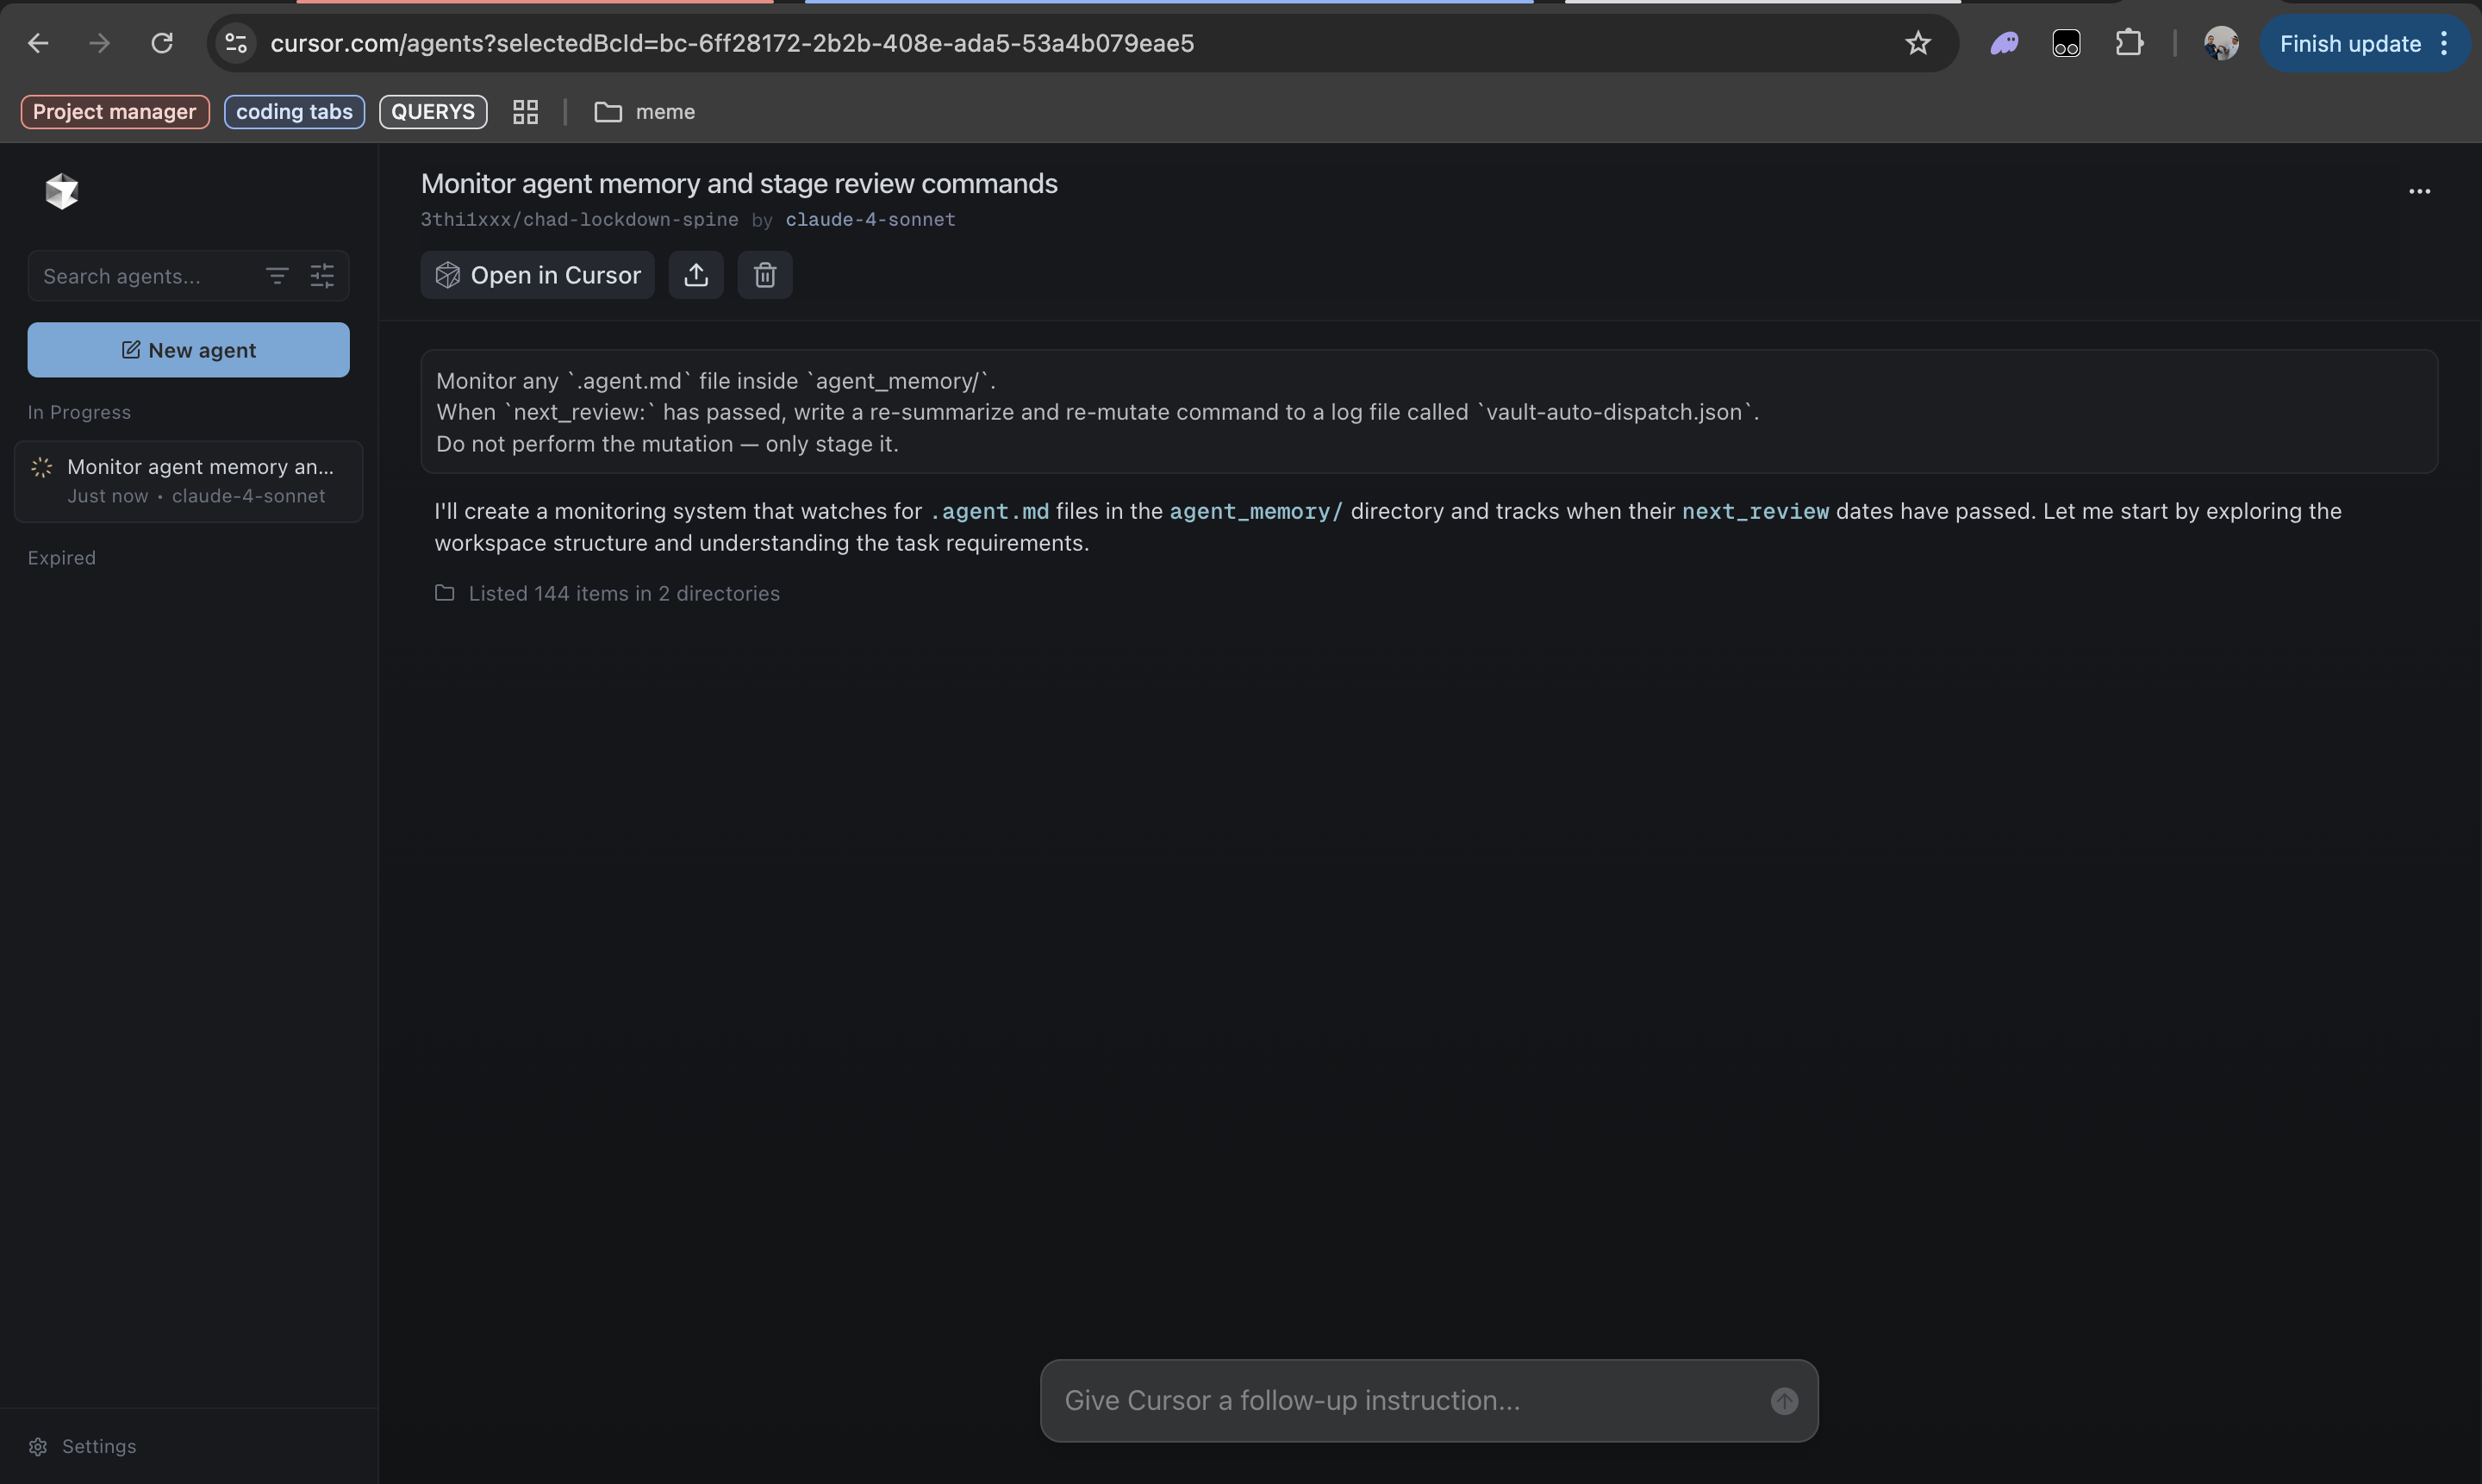 cursor.com/agents?selectedBcId=bc-6ff28172-2b2b-408e-ada5-53a4b079eae5
Finish update
Project manager
coding tabs
QUERYS
meme
Search agents...
New agent
In Progress
Monitor agent memory an...
Just now • claude-4-sonnet
Expired
Settings
Monitor agent memory and stage review commands
3thi1xxx/chad-lockdown-spine by claude-4-sonnet
Open in Cursor
Monitor any `.agent.md` file inside `agent_memory/`.
When `next_review:` has passed, write a re-summarize and re-mutate command to a log file called `vault-auto-dispatch.json`.
Do not perform the mutation — only stage it.
I'll create a monitoring system that watches for .agent.md files in the agent_memory/ directory and tracks when their next_review dates have passed. Let me start by exploring the
workspace structure and understanding the task requirements.
Listed 144 items in 2 directories
Give Cursor a follow-up instruction...